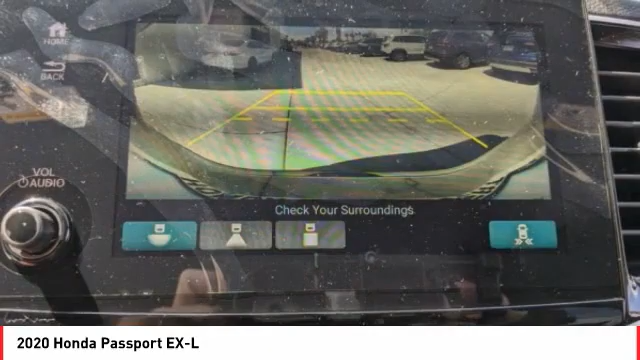 HOME
BACK
VOL
AUDIO
Check Your Surroundings
2020 Honda Passport EX-L